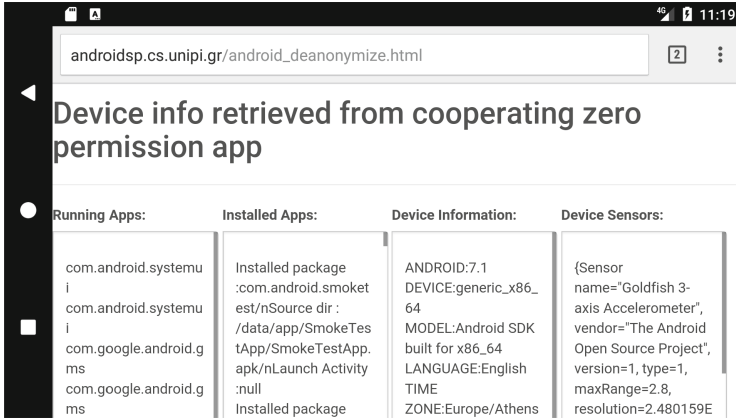 4G 11:19
androidsp.cs.unipi.gr/android_deanonymize.html
2
Device info retrieved from cooperating zero
permission app
Running Apps:
com.android.systemu
i
com.android.systemu
i
com.google.android.g
ms
com.google.android.g
ms
Installed Apps:
Installed package
:com.android.smoket
est/nSource dir :
/data/app/SmokeTes
tApp/SmokeTestApp.
apk/nLaunch Activity
:null
Installed package
Device Information:
ANDROID:7.1
DEVICE:generic_x86_
64
MODEL:Android SDK
built for x86_64
LANGUAGE:English
TIME
ZONE:Europe/Athens
Device Sensors:
{Sensor
name="Goldfish 3-
axis Accelerometer",
vendor="The Android
Open Source Project",
version=1, type=1,
maxRange=2.8,
resolution=2.480159E